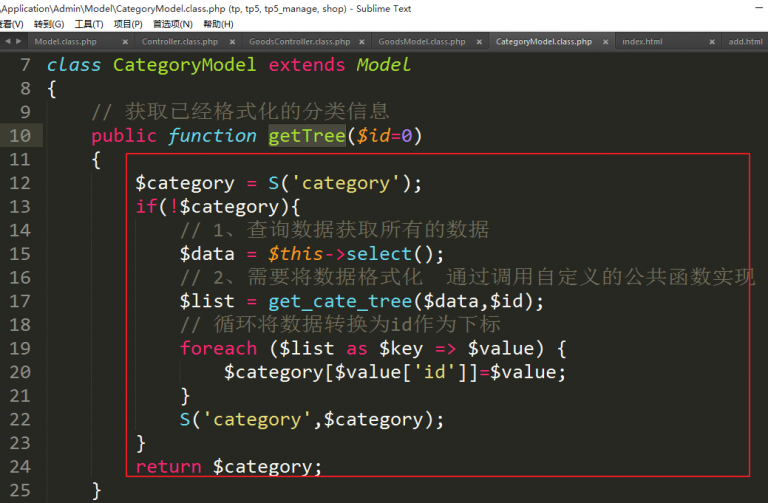 \Application\Admin\Model\CategoryModel.class.php (tp, tp5, tp5_manage, shop) - Sublime Text
查看(V) 转到(G) 工具(T) 项目(P) 首选项(N) 帮助(H)
Model.class.php × Controller.class.php × GoodsController.class.php × GoodsModel.class.php × CategoryModel.class.php × index.html × add.html
7 class CategoryModel extends Model
8 {
9 // 获取已经格式化的分类信息
10 public function getTree($id=0)
11 {
12 $category = S('category');
13 if(!$category){
14 // 1、查询数据获取所有的数据
15 $data = $this->select();
16 // 2、需要将数据格式化 通过调用自定义的公共函数实现
17 $list = get_cate_tree($data,$id);
18 // 循环将数据转换为id作为下标
19 foreach ($list as $key => $value) {
20 $category[$value['id']]=$value;
21 }
22 S('category',$category);
23 }
24 return $category;
25 }